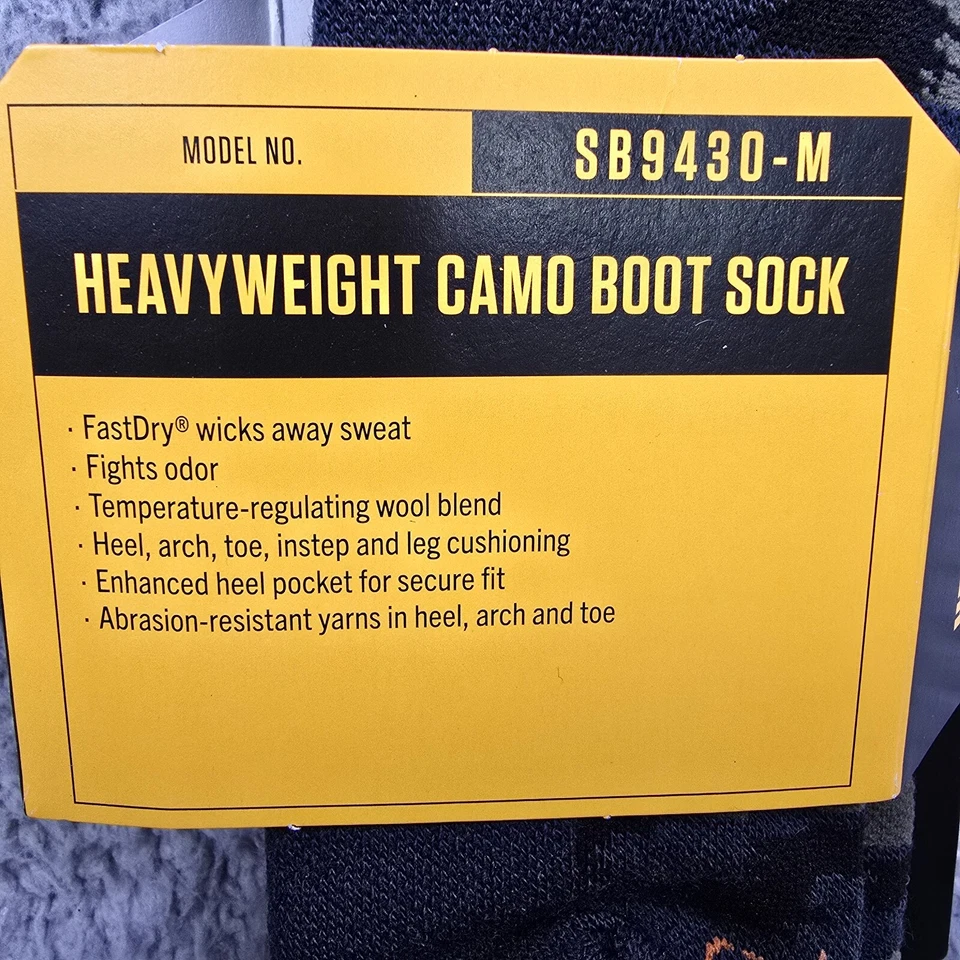 MODEL NO.
SB9430-M
HEAVYWEIGHT CAMO BOOT SOCK
· FastDry® wicks away sweat
· Fights odor
· Temperature-regulating wool blend
· Heel, arch, toe, instep and leg cushioning
· Enhanced heel pocket for secure fit
· Abrasion-resistant yarns in heel, arch and toe